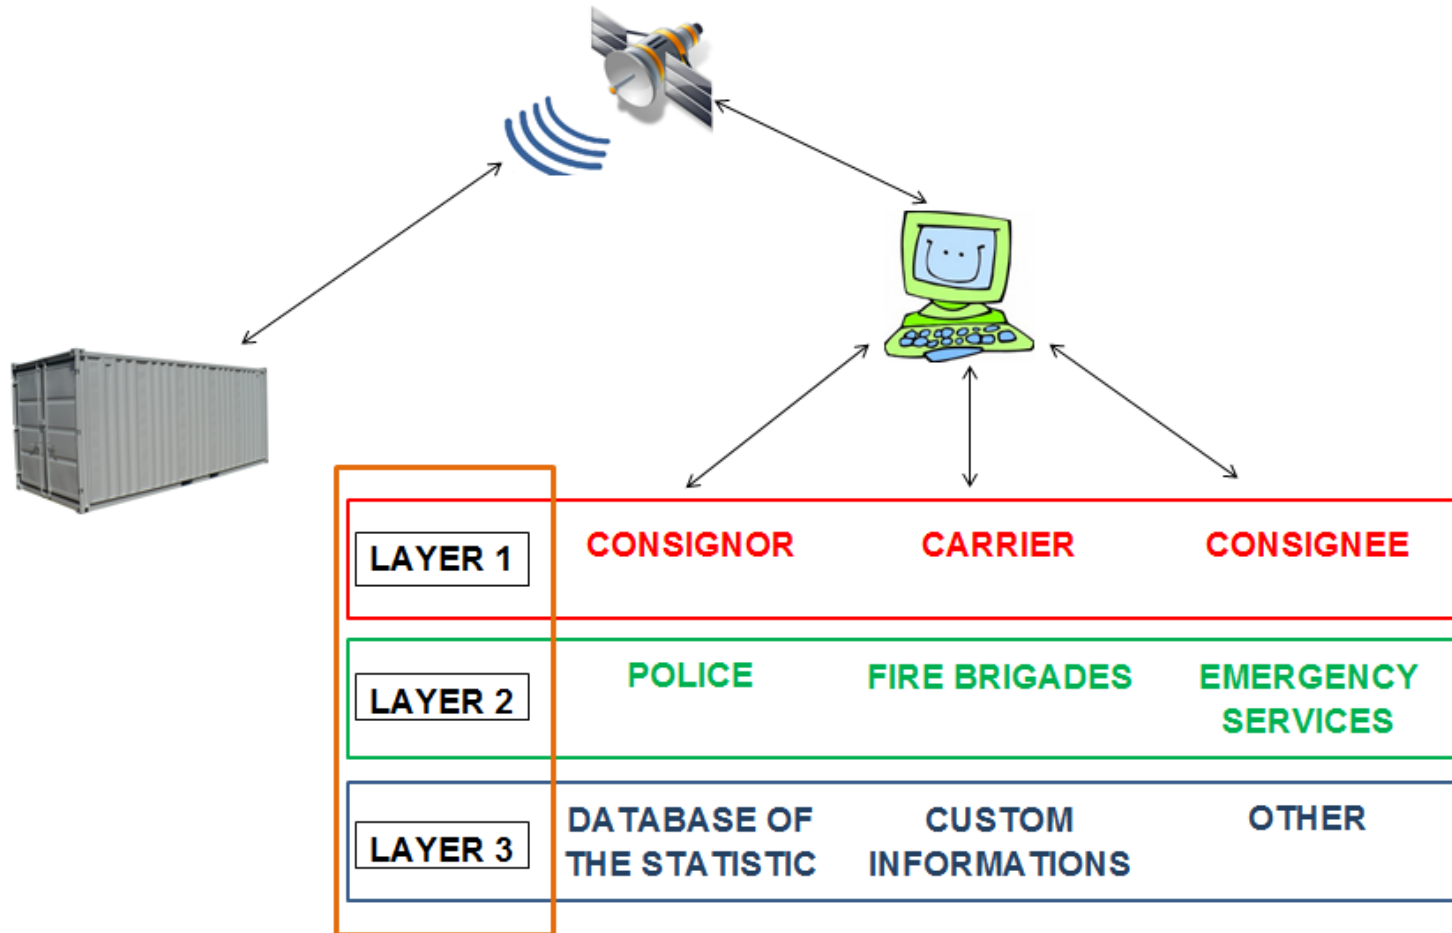 LAYER 1
CONSIGNOR
CARRIER
CONSIGNEE
LAYER 2
POLICE
FIRE BRIGADES
EMERGENCY
SERVICES
LAYER 3
DATABASE OF
THE STATISTIC
CUSTOM
INFORMATIONS
OTHER